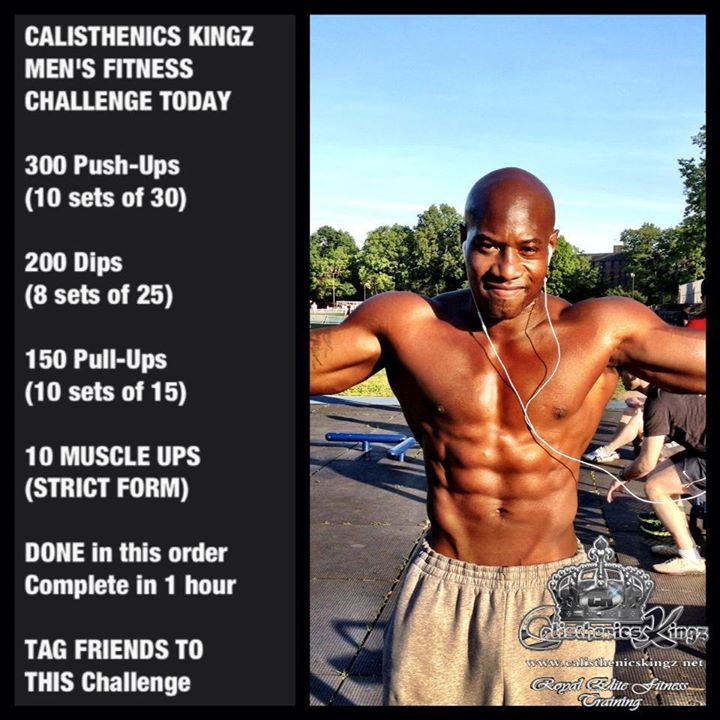 CALISTHENICS KINGZ
MEN'S FITNESS
CHALLENGE TODAY
300 Push-Ups
(10 sets of 30)
200 Dips
(8 sets of 25)
150 Pull-Ups
(10 sets of 15)
10 MUSCLE UPS
(STRICT FORM)
DONE in this order
Complete in 1 hour
TAG FRIENDS TO
THIS Challenge
CalisthenicsKingz
www.calisthenicskingz.net
Royal Elite Fitness
Training